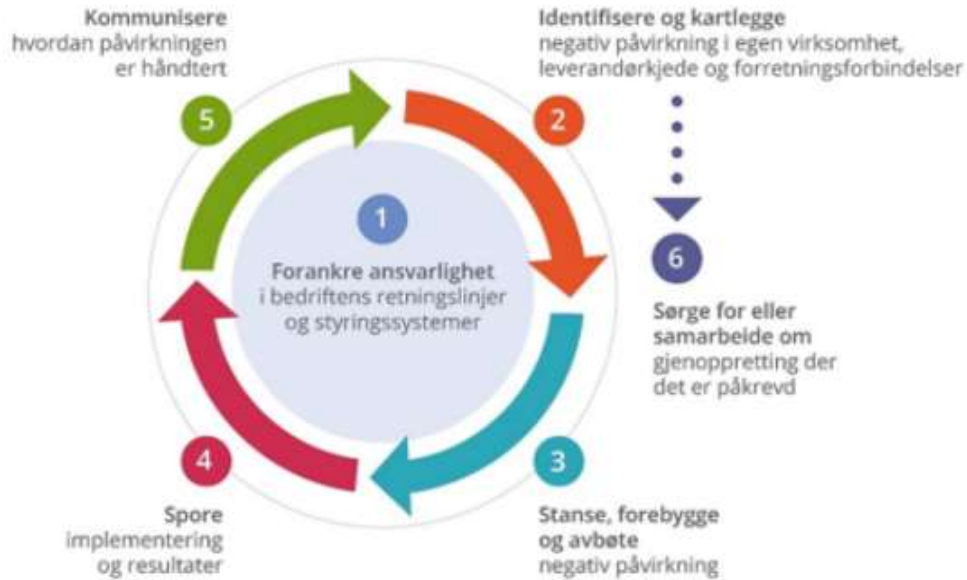 1
Forankre ansvarlighet
i bedriftens retningslinjer
og styringssystemer
2
Identifisere og kartlegge
negativ påvirkning i egen virksomhet,
leverandørkjede og forretningsforbindelser
3
Stanse, forebygge
og avbøte
negativ påvirkning
4
Spore
implementering
og resultater
5
Kommunisere
hvordan påvirkningen
er håndtert
6
Sørge for eller
samarbeide om
gjenoppretting der
det er påkrevd